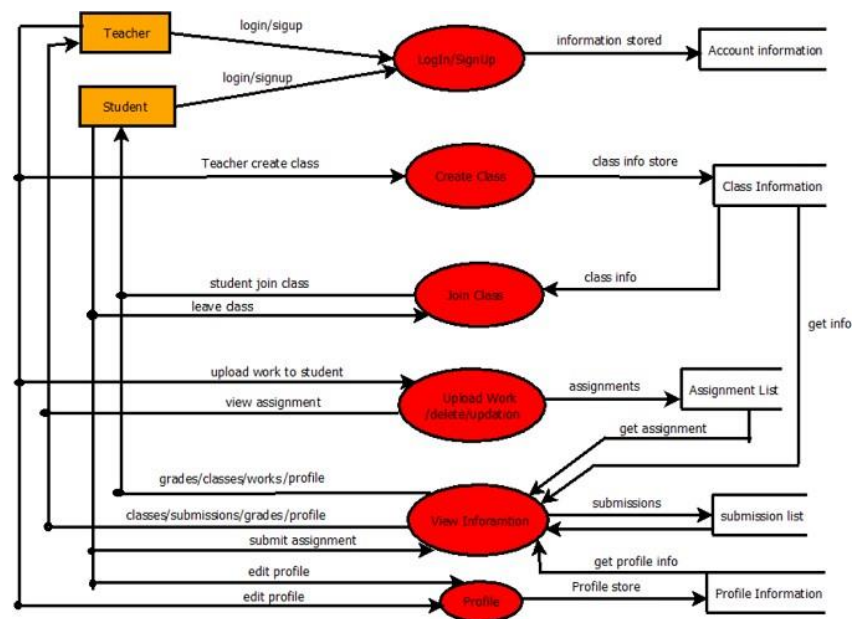 login/sigup
Teacher
information stored
LogIn/SignUp
Account information
login/signup
Student
Teacher create class
class info store
Create Class
Class Information
student join class
class info
Join Class
leave class
get info
upload work to student
assignments
Upload Work
/delete/updation
Assignment List
view assignment
get assignment
grades/classes/works/profile
submissions
classes/submissions/grades/profile
View Inforamtion
submission list
submit assignment
get profile info
edit profile
Profile store
edit profile
Profile
Profile Information